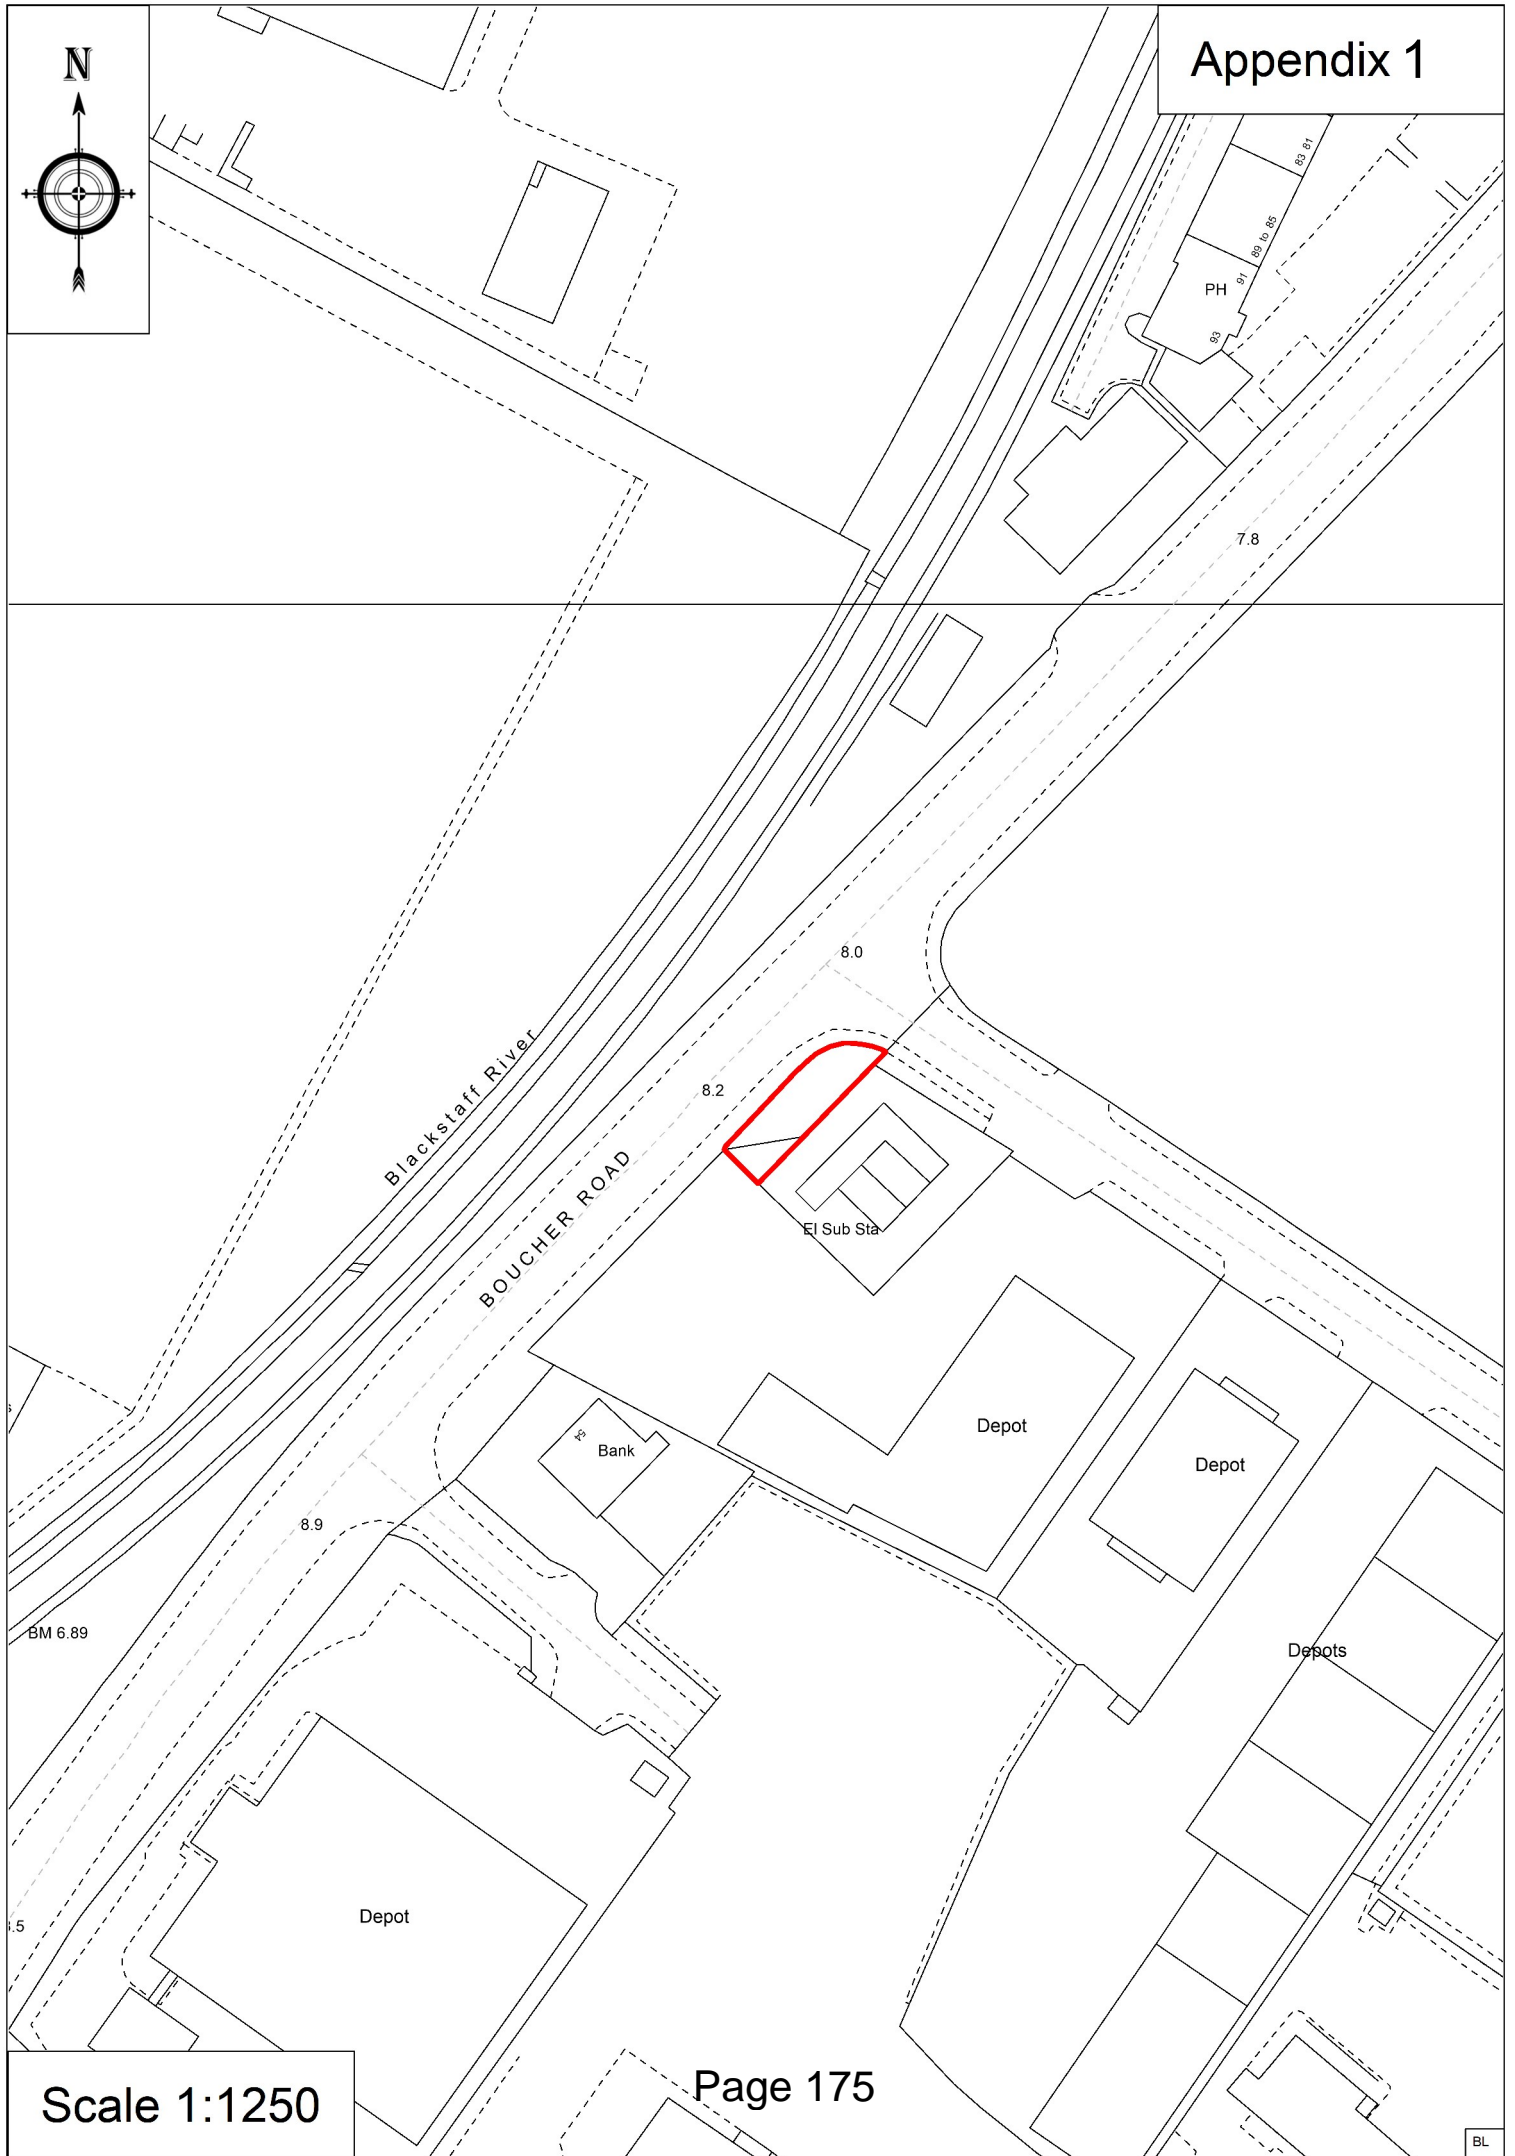 Appendix 1
N
83 81
89 to 85
91
PH
93
7.8
8.0
8.2
Blackstaff River
BOUCHER ROAD
El Sub Sta
Depot
54
Bank
Depot
8.9
BM 6.89
Depots
Depot
.5
Page 175
Scale 1:1250
BL